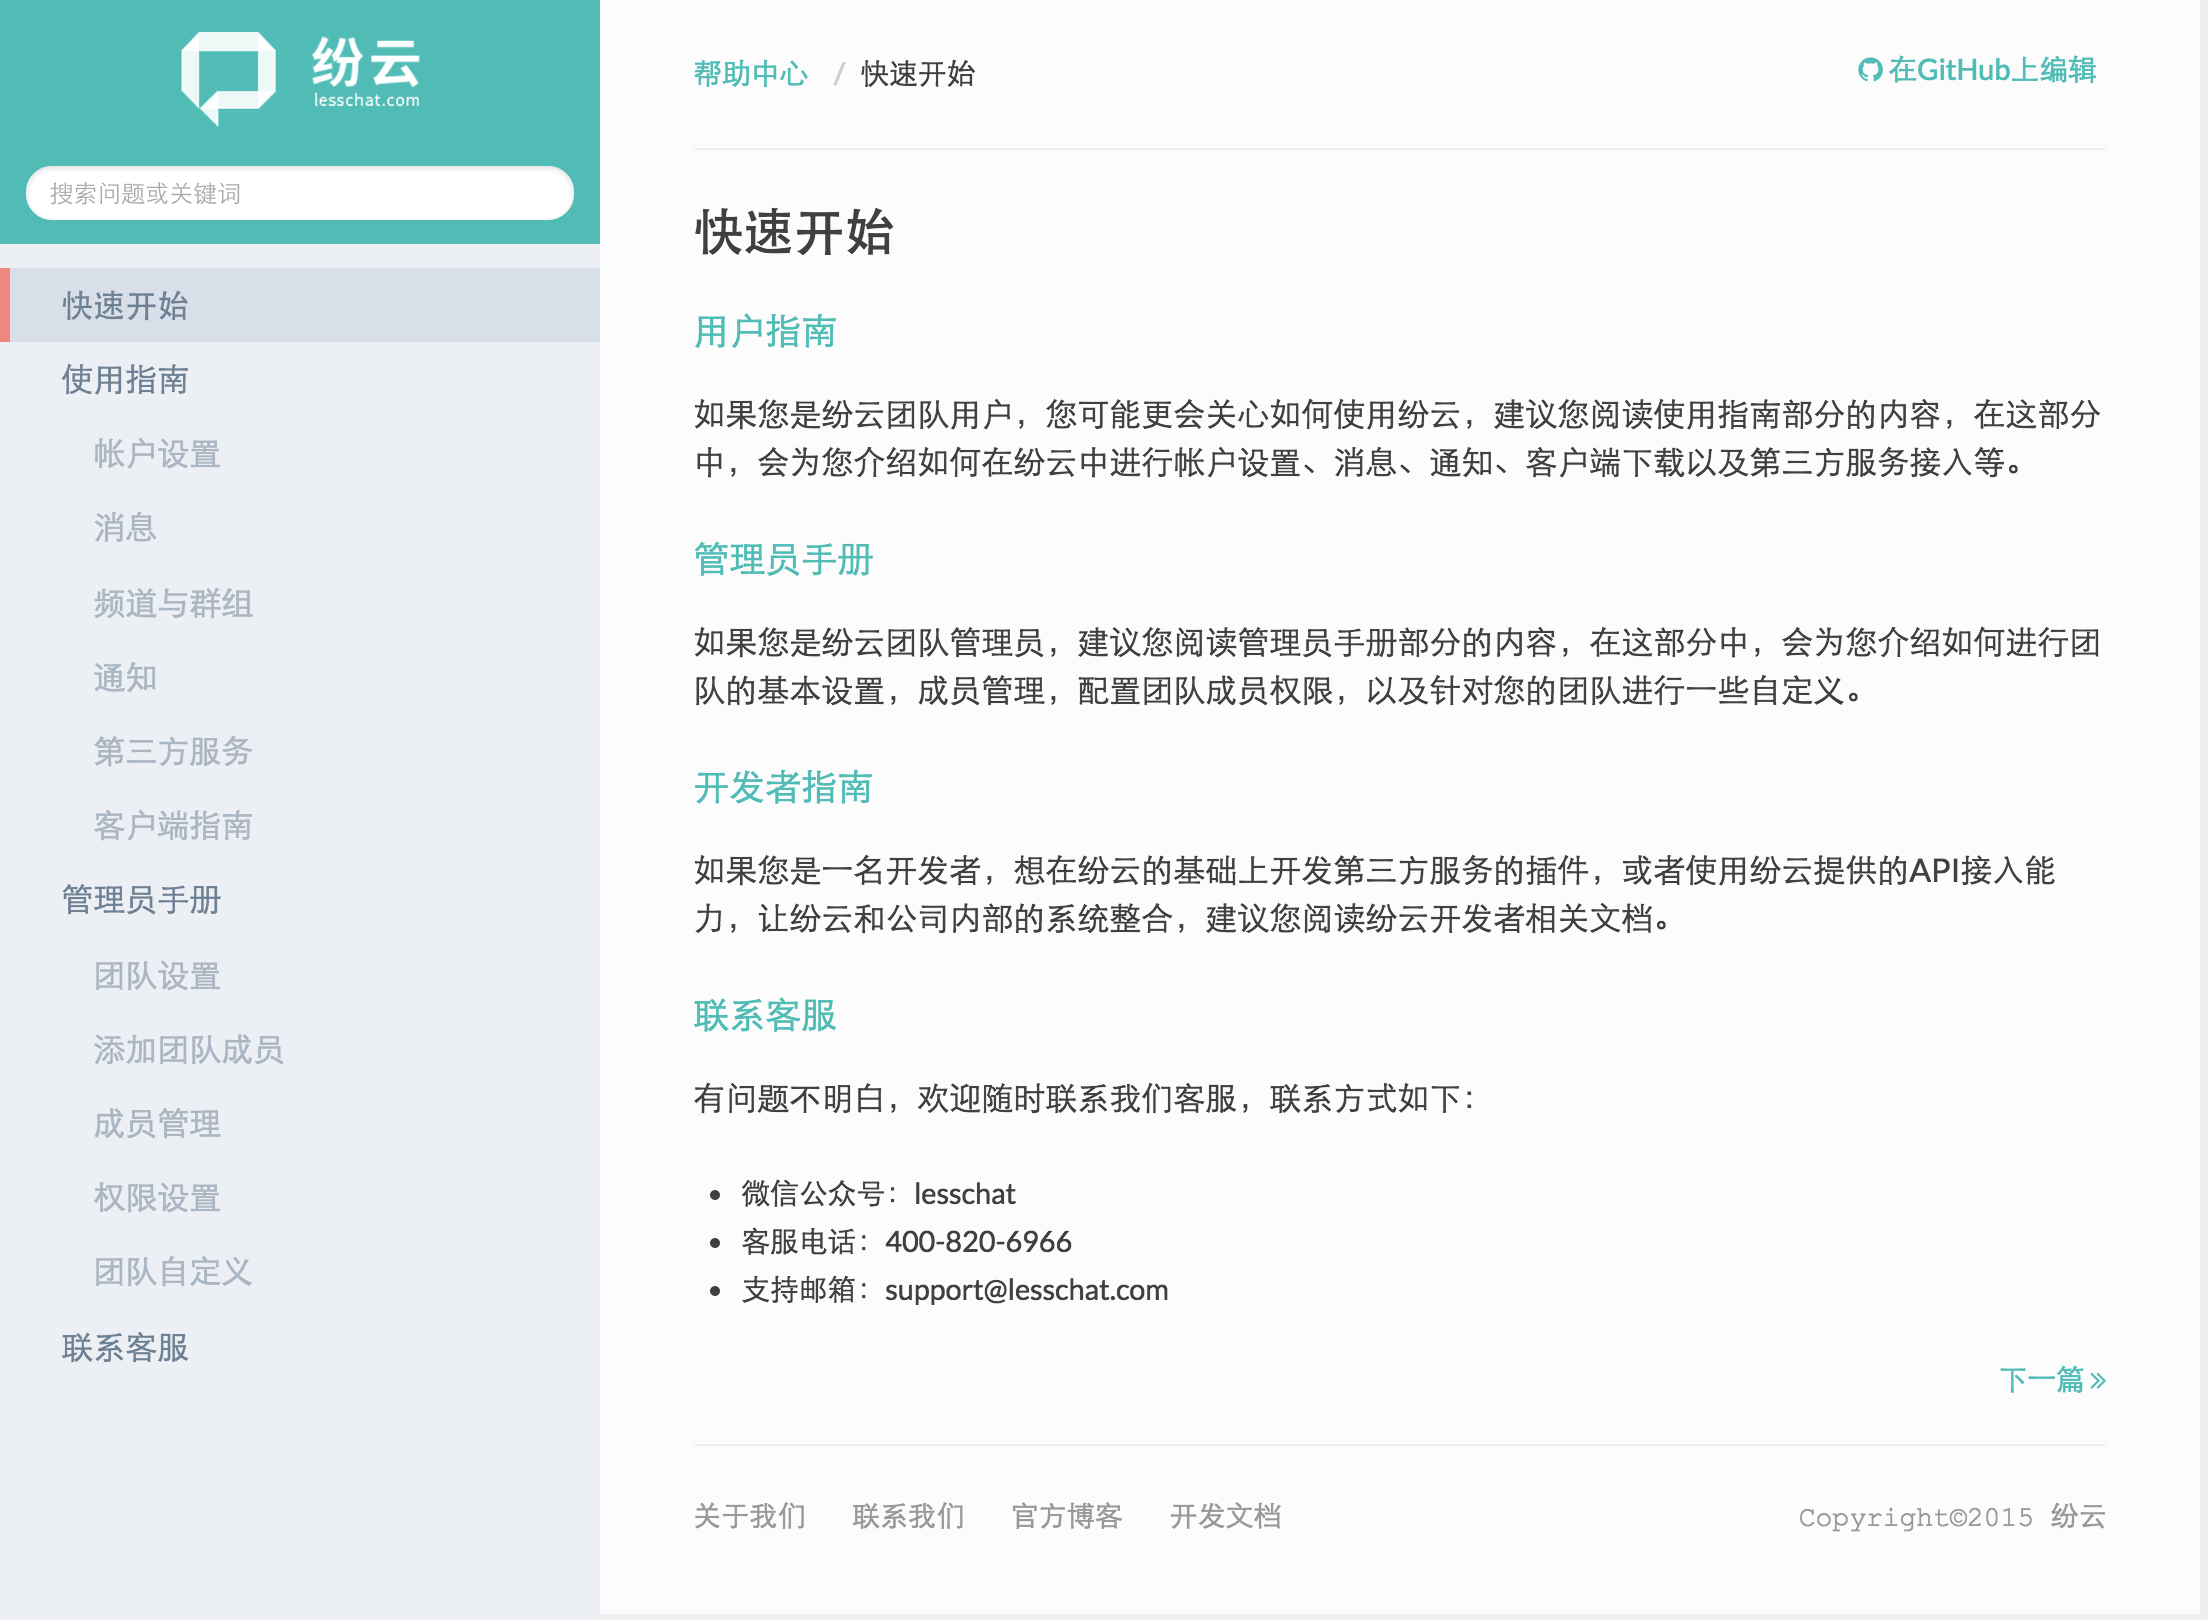 纷云
lesschat.com
搜索问题或关键词
快速开始
使用指南
帐户设置
消息
频道与群组
通知
第三方服务
客户端指南
管理员手册
团队设置
添加团队成员
成员管理
权限设置
团队自定义
联系客服
帮助中心 / 快速开始
在GitHub上编辑
快速开始
用户指南
如果您是纷云团队用户，您可能更会关心如何使用纷云，建议您阅读使用指南部分的内容，在这部分
中，会为您介绍如何在纷云中进行帐户设置、消息、通知、客户端下载以及第三方服务接入等。
管理员手册
如果您是纷云团队管理员，建议您阅读管理员手册部分的内容，在这部分中，会为您介绍如何进行团
队的基本设置，成员管理，配置团队成员权限，以及针对您的团队进行一些自定义。
开发者指南
如果您是一名开发者，想在纷云的基础上开发第三方服务的插件，或者使用纷云提供的API接入能
力，让纷云和公司内部的系统整合，建议您阅读纷云开发者相关文档。
联系客服
有问题不明白，欢迎随时联系我们客服，联系方式如下：
• 微信公众号：lesschat
• 客服电话：400-820-6966
• 支持邮箱：support@lesschat.com
下一篇 »
关于我们 联系我们 官方博客 开发文档
Copyright©2015 纷云